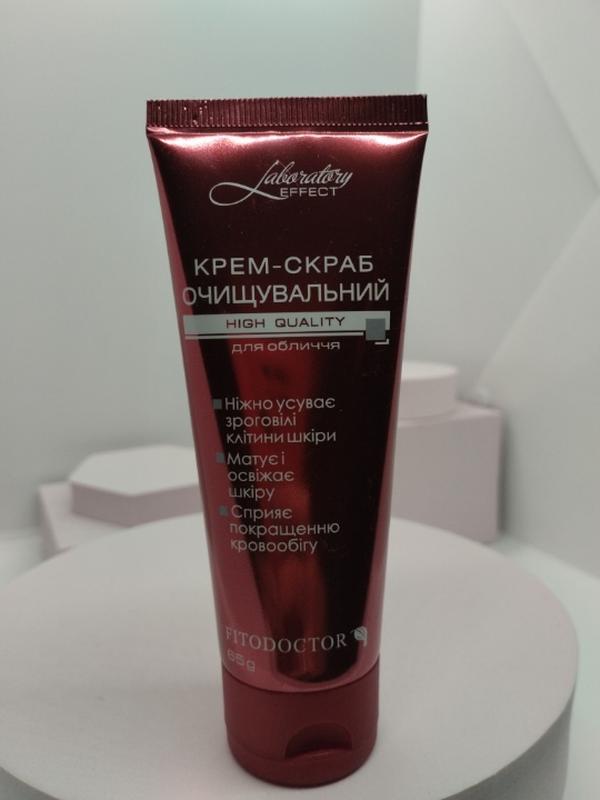 Laboratory
EFFECT
КРЕМ-СКРАБ
ОЧИЩУВАЛЬНИЙ
HIGH QUALITY
для обличчя
Ніжно усуває
зроговілі
клітини шкіри
Матує і
освіжає
шкіру
Сприяє
покращенню
кровообігу
FITODOCTOR
65g